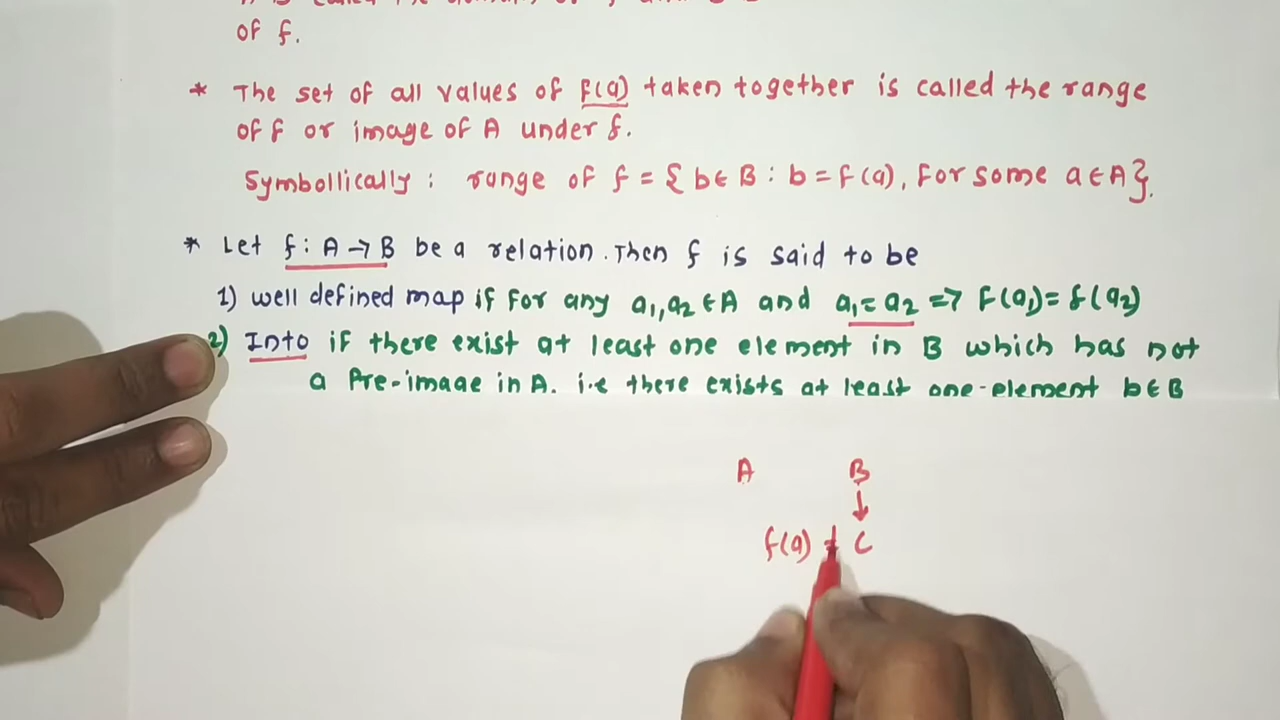 of f.
* The set of all values of f(a) taken together is called the range
of f or image of A under f.
Symbollically : range of f = { b ∈ B : b = f(a), for some a ∈ A }.
* Let f : A → B be a relation. Then f is said to be
1) well defined map if for any a₁, a₂ ∈ A and a₁ = a₂ ⇒ f(a₁) = f(a₂)
2) Into if there exist at least one element in B which has not
a Pre-image in A. i.e there exists at least one-element b ∈ B
A B
↓
f(a) ≠ C